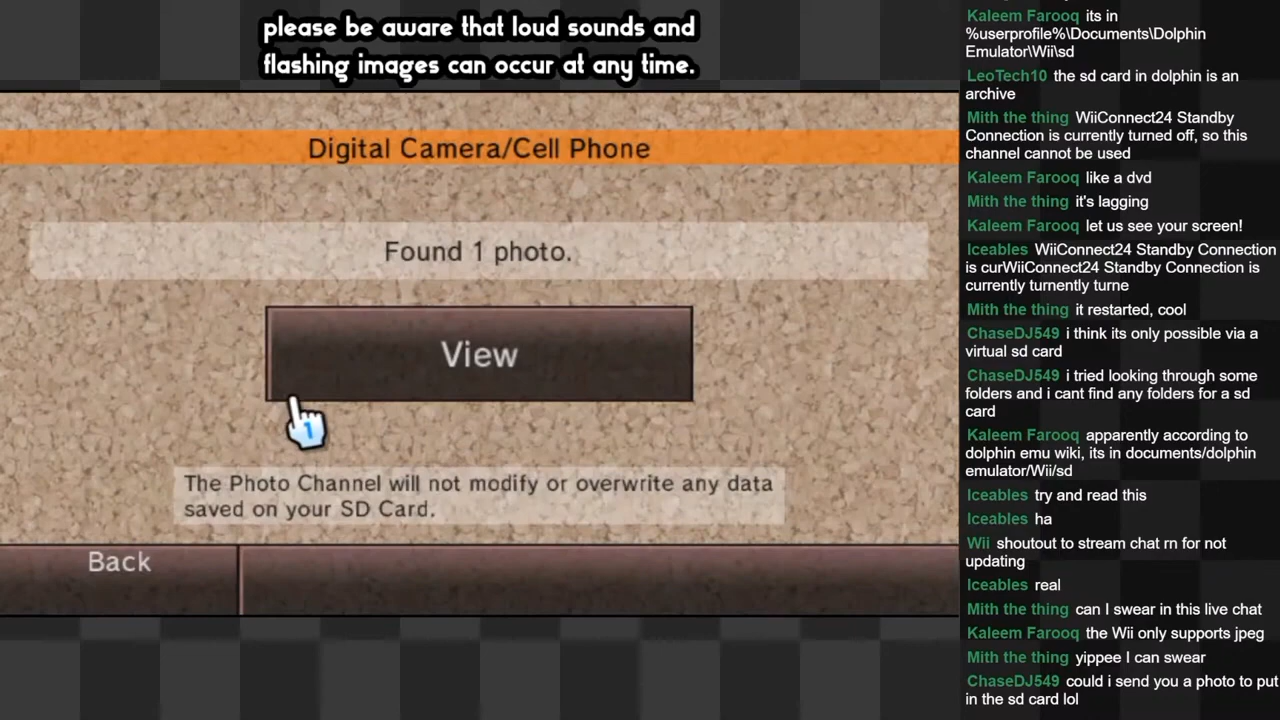 please be aware that loud sounds and
flashing images can occur at any time.
Digital Camera/Cell Phone
Found 1 photo.
View
1
The Photo Channel will not modify or overwrite any data
saved on your SD Card.
Back
Kaleem Farooq its in
%userprofile%\Documents\Dolphin
Emulator\Wii\sd
LeoTech10 the sd card in dolphin is an
archive
Mith the thing WiiConnect24 Standby
Connection is currently turned off, so this
channel cannot be used
Kaleem Farooq like a dvd
Mith the thing it's lagging
Kaleem Farooq let us see your screen!
Iceables WiiConnect24 Standby Connection
is curWiiConnect24 Standby Connection is
currently turnently turne
Mith the thing it restarted, cool
ChaseDJ549 i think its only possible via a
virtual sd card
ChaseDJ549 i tried looking through some
folders and i cant find any folders for a sd
card
Kaleem Farooq apparently according to
dolphin emu wiki, its in documents/dolphin
emulator/Wii/sd
Iceables try and read this
Iceables ha
Wii shoutout to stream chat rn for not
updating
Iceables real
Mith the thing can I swear in this live chat
Kaleem Farooq the Wii only supports jpeg
Mith the thing yippee I can swear
ChaseDJ549 could i send you a photo to put
in the sd card lol